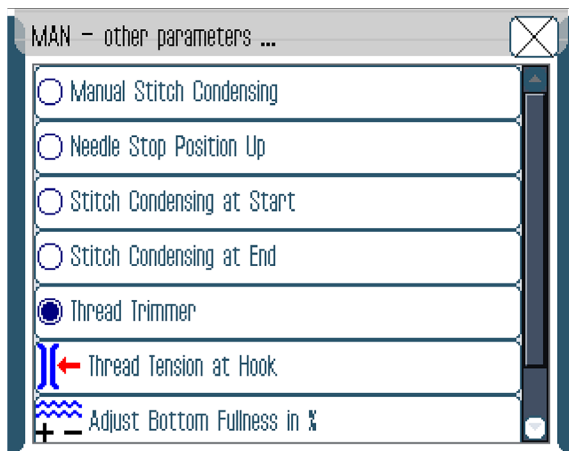 MAN - other parameters ...
Manual Stitch Condensing
Needle Stop Position Up
Stitch Condensing at Start
Stitch Condensing at End
Thread Trimmer
Thread Tension at Hook
Adjust Bottom Fullness in %